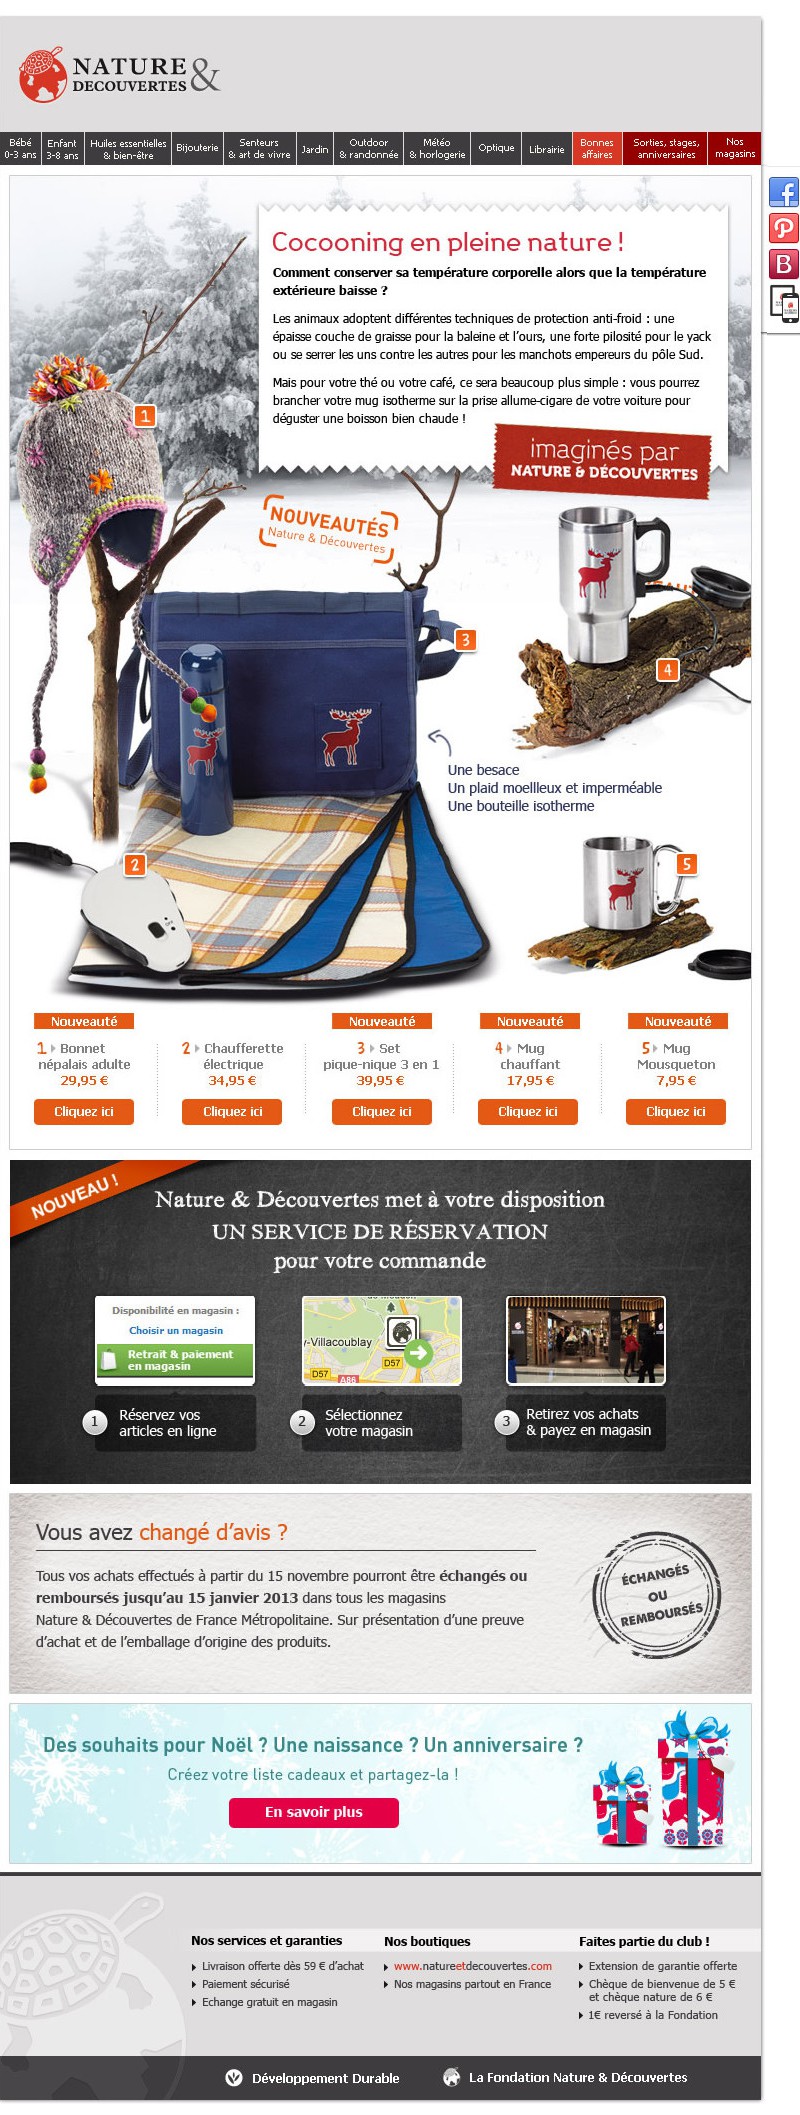 NATURE &
DECOUVERTES
Bébé
0-3 ans
Enfant
3-8 ans
Huiles essentielles
& bien-être
Bijouterie
Senteurs
& art de vivre
Jardin
Outdoor
& randonnée
Météo
& horlogerie
Optique
Librairie
Bonnes
affaires
Sorties, stages,
anniversaires
Nos
magasins
Cocooning en pleine nature !
Comment conserver sa température corporelle alors que la température
extérieure baisse ?
Les animaux adoptent différentes techniques de protection anti-froid : une
épaisse couche de graisse pour la baleine et l'ours, une forte pilosité pour le yack
ou se serrer les uns contre les autres pour les manchots empereurs du pôle Sud.
Mais pour votre thé ou votre café, ce sera beaucoup plus simple : vous pourrez
brancher votre mug isotherme sur la prise allume-cigare de votre voiture pour
déguster une boisson bien chaude !
imaginés par
NATURE & DÉCOUVERTES
1
NOUVEAUTÉS
Nature & Découvertes
3
4
Une besace
Un plaid moellleux et imperméable
Une bouteille isotherme
2
5
Nouveauté
1 Bonnet
népalais adulte
29,95 €
Cliquez ici
2 Chaufferette
électrique
34,95 €
Cliquez ici
Nouveauté
3 Set
pique-nique 3 en 1
39,95 €
Cliquez ici
Nouveauté
4 Mug
chauffant
17,95 €
Cliquez ici
Nouveauté
5 Mug
Mousqueton
7,95 €
Cliquez ici
NOUVEAU !
Nature & Découvertes met à votre disposition
UN SERVICE DE RÉSERVATION
pour votre commande
Disponibilité en magasin :
Choisir un magasin
Retrait & paiement
en magasin
y-Villacoublay
D57
D57
A86
1 Réservez vos
articles en ligne
2 Sélectionnez
votre magasin
3 Retirez vos achats
& payez en magasin
Vous avez changé d'avis ?
Tous vos achats effectués à partir du 15 novembre pourront être échangés ou
remboursés jusqu'au 15 janvier 2013 dans tous les magasins
Nature & Découvertes de France Métropolitaine. Sur présentation d'une preuve
d'achat et de l'emballage d'origine des produits.
ÉCHANGÉS
OU
REMBOURSÉS
Des souhaits pour Noël ? Une naissance ? Un anniversaire ?
Créez votre liste cadeaux et partagez-la !
En savoir plus
Nos services et garanties
Livraison offerte dès 59 € d'achat
Paiement sécurisé
Echange gratuit en magasin
Nos boutiques
www.natureetdecouvertes.com
Nos magasins partout en France
Faites partie du club !
Extension de garantie offerte
Chèque de bienvenue de 5 €
et chèque nature de 6 €
1€ reversé à la Fondation
Développement Durable
La Fondation Nature & Découvertes